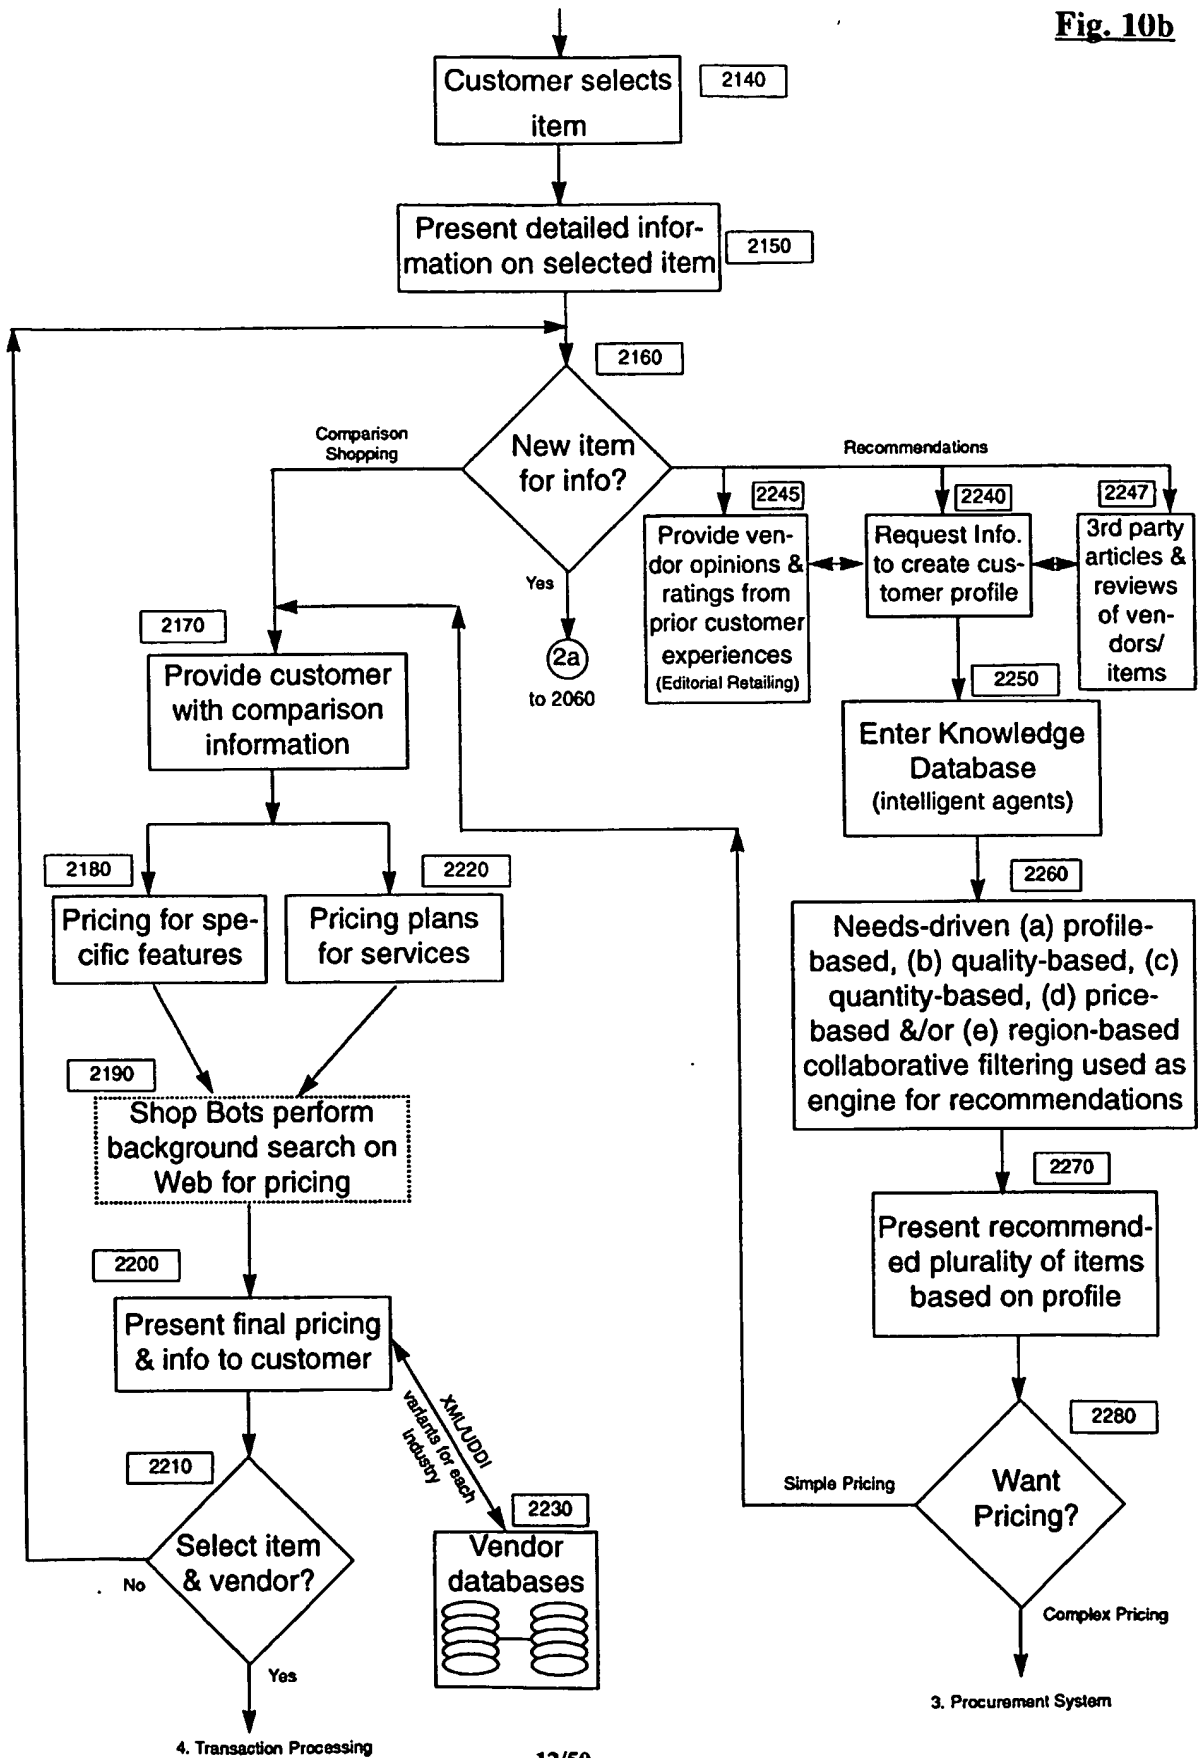 Fig. 10b
Customer selects
item
2140
Present detailed infor-
mation on selected item
2150
2160
New item
for info?
Comparison
Shopping
Recommendations
Yes
2a
to 2060
2245
Provide ven-
dor opinions &
ratings from
prior customer
experiences
(Editorial Retailing)
2240
Request Info.
to create cus-
tomer profile
2247
3rd party
articles &
reviews
of ven-
dors/
items
2170
Provide customer
with comparison
information
2250
Enter Knowledge
Database
(intelligent agents)
2180
Pricing for spe-
cific features
2220
Pricing plans
for services
2260
Needs-driven (a) profile-
based, (b) quality-based, (c)
quantity-based, (d) price-
based &/or (e) region-based
collaborative filtering used as
engine for recommendations
2190
Shop Bots perform
background search on
Web for pricing
2270
Present recommend-
ed plurality of items
based on profile
2200
Present final pricing
& info to customer
XML/UDDI
variants for each
industry
2280
Want
Pricing?
Simple Pricing
Complex Pricing
3. Procurement System
2210
Select item
& vendor?
No
Yes
4. Transaction Processing
2230
Vendor
databases
12/50